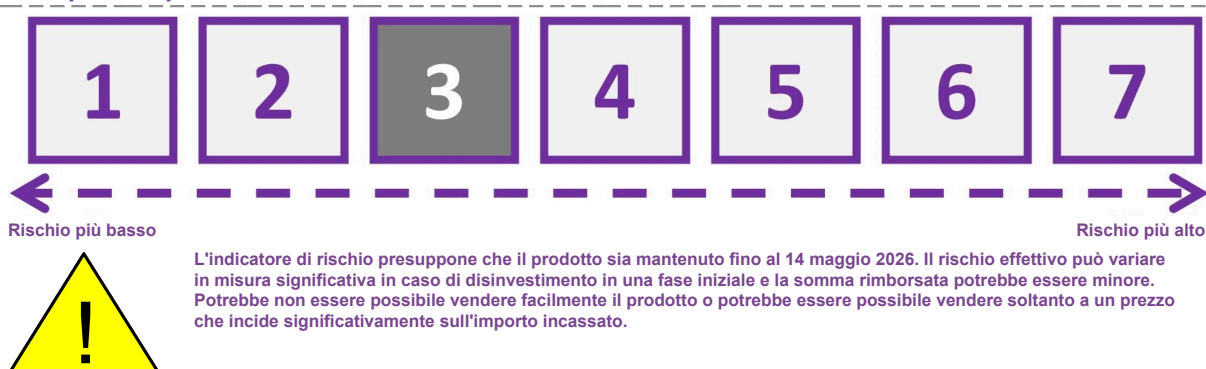 1 2 3 4 5 6 7
Rischio più basso Rischio più alto
L'indicatore di rischio presuppone che il prodotto sia mantenuto fino al 14 maggio 2026. Il rischio effettivo può variare
in misura significativa in caso di disinvestimento in una fase iniziale e la somma rimborsata potrebbe essere minore.
Potrebbe non essere possibile vendere facilmente il prodotto o potrebbe essere possibile vendere soltanto a un prezzo
che incide significativamente sull'importo incassato.
!